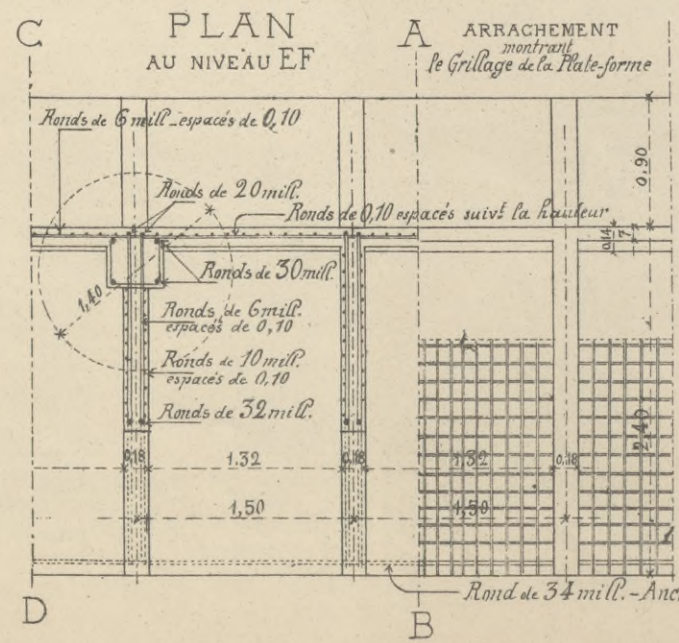 C
PLAN
AU NIVEAU EF
A
ARRACHEMENT
montrant
le Grillage de la Plate-forme
Ronds de 6 mill_espacés de 0,10
0,90
Ronds de 20 mill.
Ronds de 0,10 espacés suivt la hauteur
0,14
7
Ronds de 30 mill.
1,40
Ronds de 6 mill.
espacés de 0,10
Ronds de 10 mill.
espacés de 0,10
Ronds de 32 mill.
2,40
0,18
1.32
0,18
1,32
0,18
1,50
1,50
Rond de 34 mill. - Anc
D
B